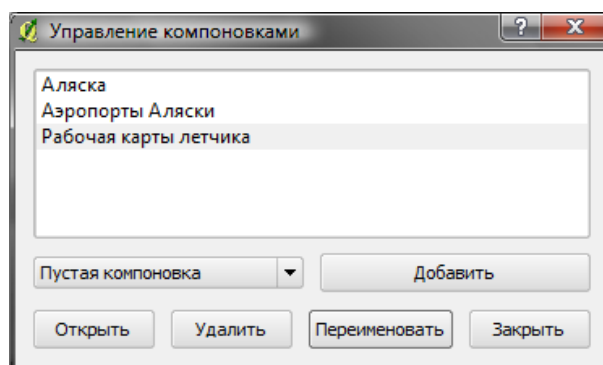 Управление компоновками
?
X
Аляска
Аэропорты Аляски
Рабочая карты летчика
Пустая компоновка
Добавить
Открыть Удалить Переименовать Закрыть